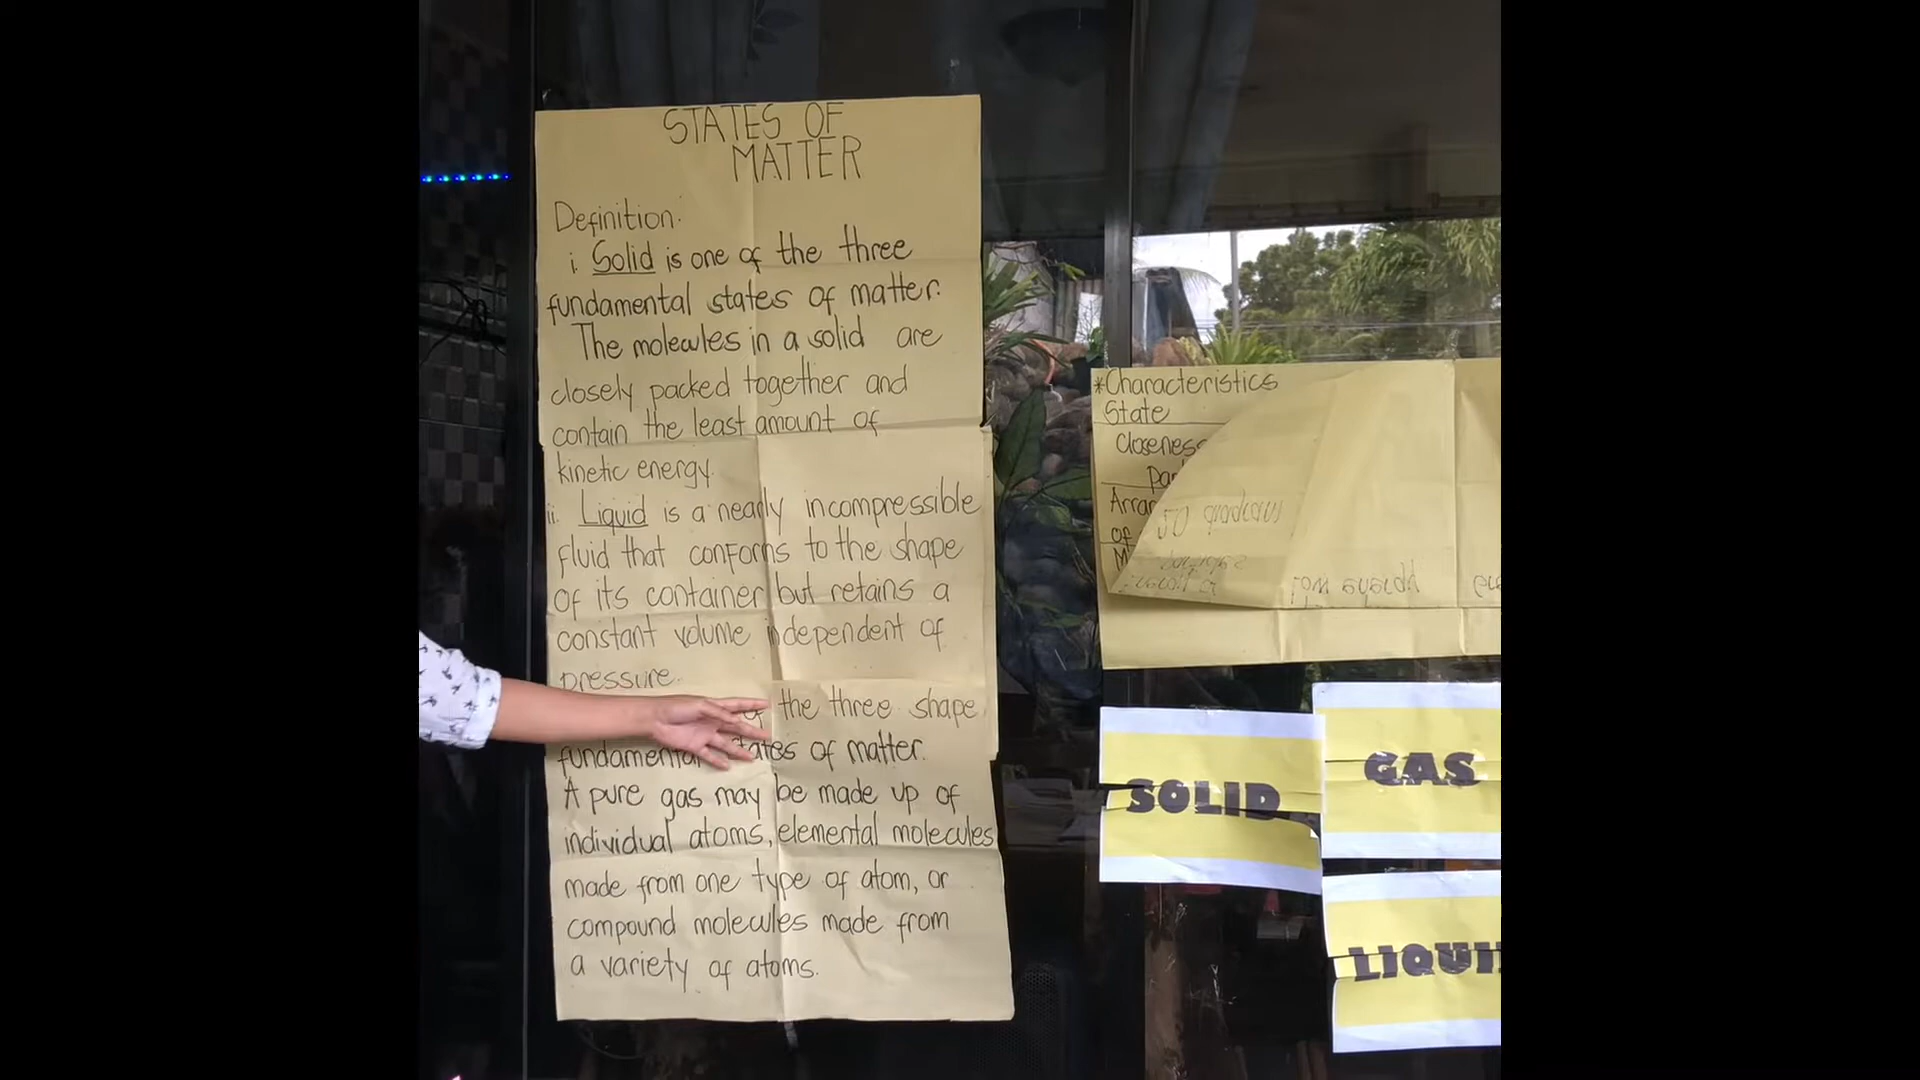 STATES OF
MATTER
Definition:
i. Solid is one of the three
fundamental states of matter.
The molecules in a solid are
closely packed together and
contain the least amount of
kinetic energy.
ii. Liquid is a nearly incompressible
fluid that conforms to the shape
of its container but retains a
constant volume independent of
pressure.
of the three shape
fundamental states of matter.
A pure gas may be made up of
individual atoms, elemental molecules
made from one type of atom, or
compound molecules made from
a variety of atoms.
*Characteristics
State
Closeness
Arra
of
M
SOLID
GAS
LIQUI